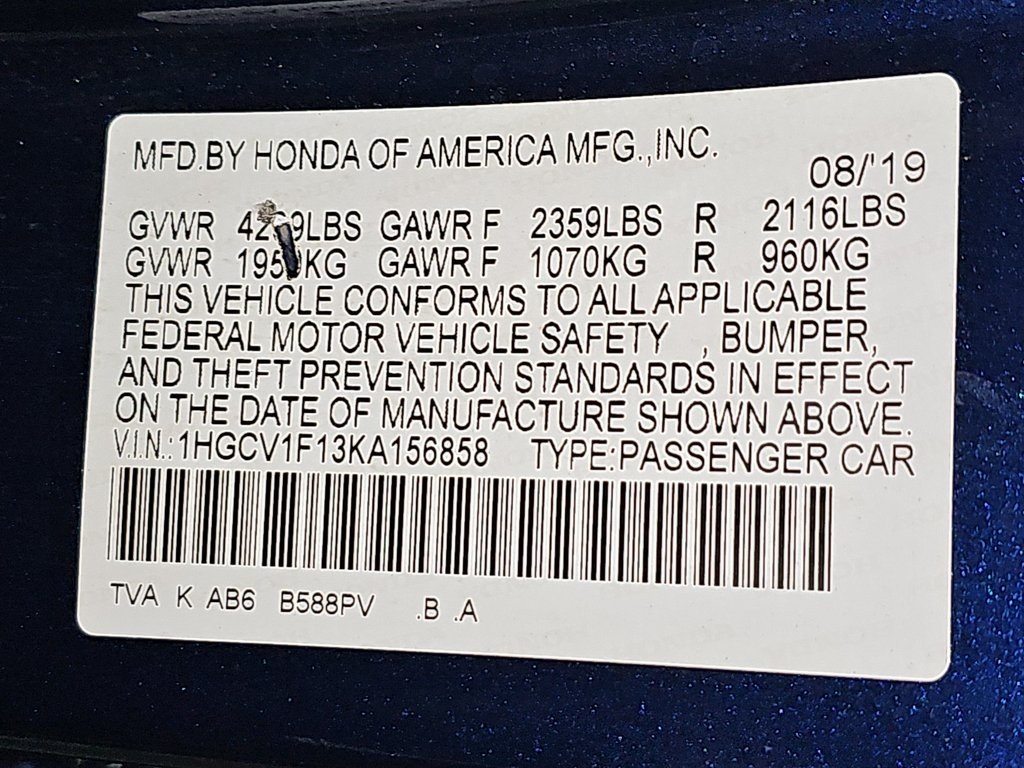 MFD.BY HONDA OF AMERICA MFG.,INC.
08/'19
GVWR GAWR F 2359LBS R 2116LBS
GVWR GAWR F 1070KG R 960KG
THIS VEHICLE CONFORMS TO ALL APPLICABLE
FEDERAL MOTOR VEHICLE SAFETY , BUMPER,
AND THEFT PREVENTION STANDARDS IN EFFECT
ON THE DATE OF MANUFACTURE SHOWN ABOVE.
V.I.N.:1HGCV1F13KA156858 TYPE:PASSENGER CAR
TVA K AB6 B588PV .B .A